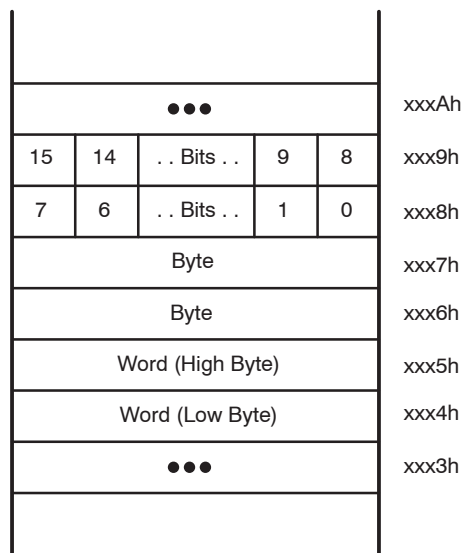 ●●● xxxAh
15 14 . . Bits . . 9 8 xxx9h
7 6 . . Bits . . 1 0 xxx8h
Byte xxx7h
Byte xxx6h
Word (High Byte) xxx5h
Word (Low Byte) xxx4h
●●● xxx3h